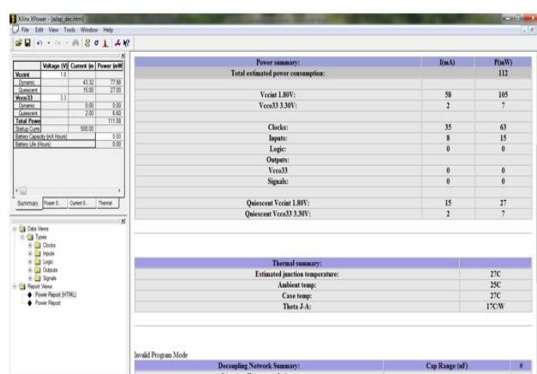 Xilinx XPower - [adap_dec.html]
File Edit View Tools Window Help
Voltage (V) Current (m Power (mW
Vccint 1.8
Dynamic 43.32 77.98
Quiescent 15.00 27.00
Vcco33 3.3
Dynamic 0.00 0.00
Quiescent 2.00 6.60
Total Powe 111.58
Startup Curre 500.00
Battery Capacity (mA Hours) 0.00
Battery Life (Hours) 0.00
Summary Power S... Current S... Thermal
Data Views
Types
Clocks
Inputs
Logic
Outputs
Signals
Report Views
Power Report (HTML)
Power Report
Power summary: I(mA) P(mW)
Total estimated power consumption: 112
Vccint 1.80V: 58 105
Vcco33 3.30V: 2 7
Clocks: 35 63
Inputs: 8 15
Logic: 0 0
Outputs:
Vcco33 0 0
Signals: 0 0
Quiescent Vccint 1.80V: 15 27
Quiescent Vcco33 3.30V: 2 7
Thermal summary:
Estimated junction temperature: 27C
Ambient temp: 25C
Case temp: 27C
Theta J-A: 17C/W
Invalid Program Mode
Decoupling Network Summary: Cap Range (uF) #